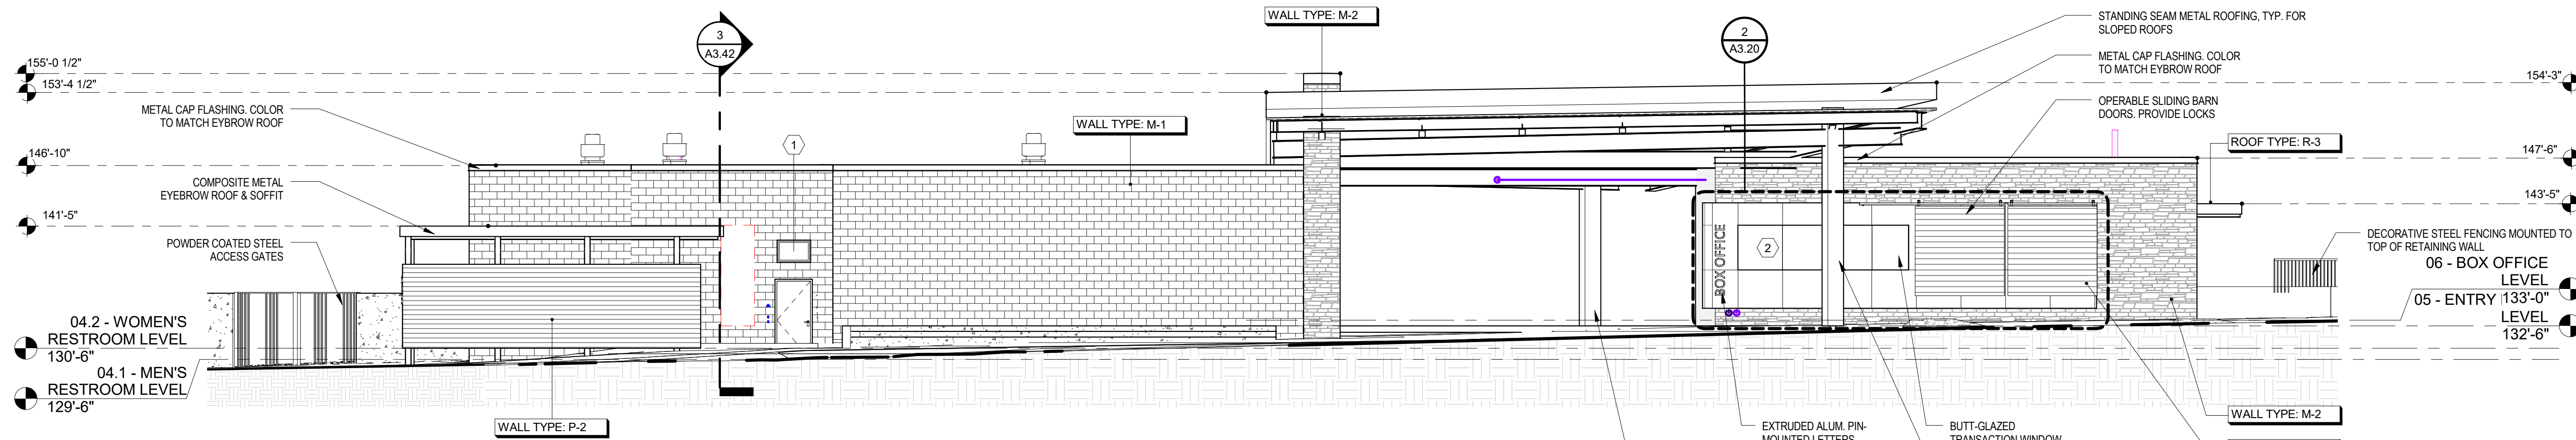 155'-0 1/2"
153'-4 1/2"
METAL CAP FLASHING. COLOR
TO MATCH EYBROW ROOF
146'-10"
COMPOSITE METAL
EYEBROW ROOF & SOFFIT
141'-5"
POWDER COATED STEEL
ACCESS GATES
04.2 - WOMEN'S
RESTROOM LEVEL
130'-6"
04.1 - MEN'S
RESTROOM LEVEL
129'-6"
WALL TYPE: P-2
3
A3.42
1
WALL TYPE: M-1
WALL TYPE: M-2
2
A3.20
BOX OFFICE
2
STANDING SEAM METAL ROOFING, TYP. FOR
SLOPED ROOFS
METAL CAP FLASHING. COLOR
TO MATCH EYBROW ROOF
OPERABLE SLIDING BARN
DOORS. PROVIDE LOCKS
154'-3"
ROOF TYPE: R-3
147'-6"
143'-5"
DECORATIVE STEEL FENCING MOUNTED TO
TOP OF RETAINING WALL
06 - BOX OFFICE
LEVEL
133'-0"
05 - ENTRY
LEVEL
132'-6"
WALL TYPE: M-2
EXTRUDED ALUM. PIN-
MOUNTED LETTERS
BUTT-GLAZED
TRANSACTION WINDOW